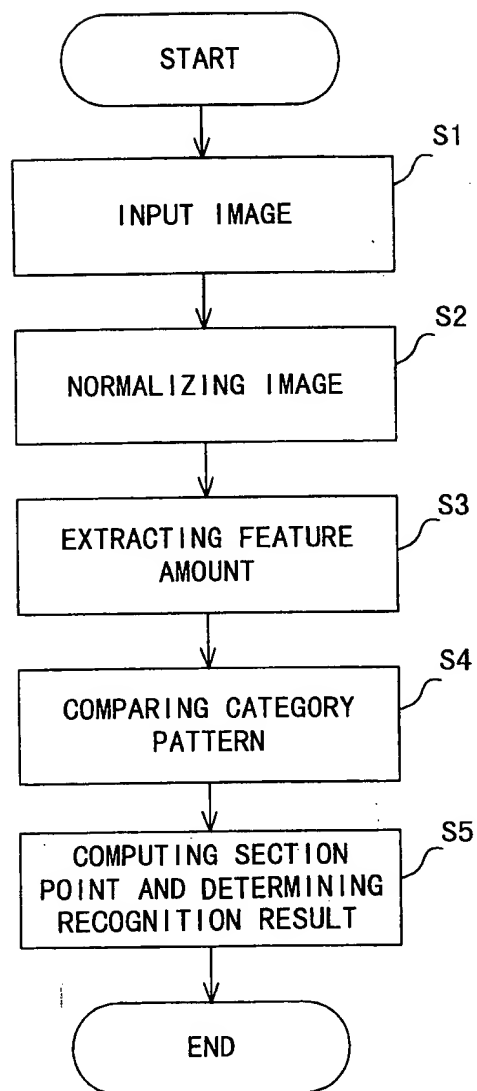 START
S1
INPUT IMAGE
S2
NORMALIZING IMAGE
S3
EXTRACTING FEATURE
AMOUNT
S4
COMPARING CATEGORY
PATTERN
S5
COMPUTING SECTION
POINT AND DETERMINING
RECOGNITION RESULT
END